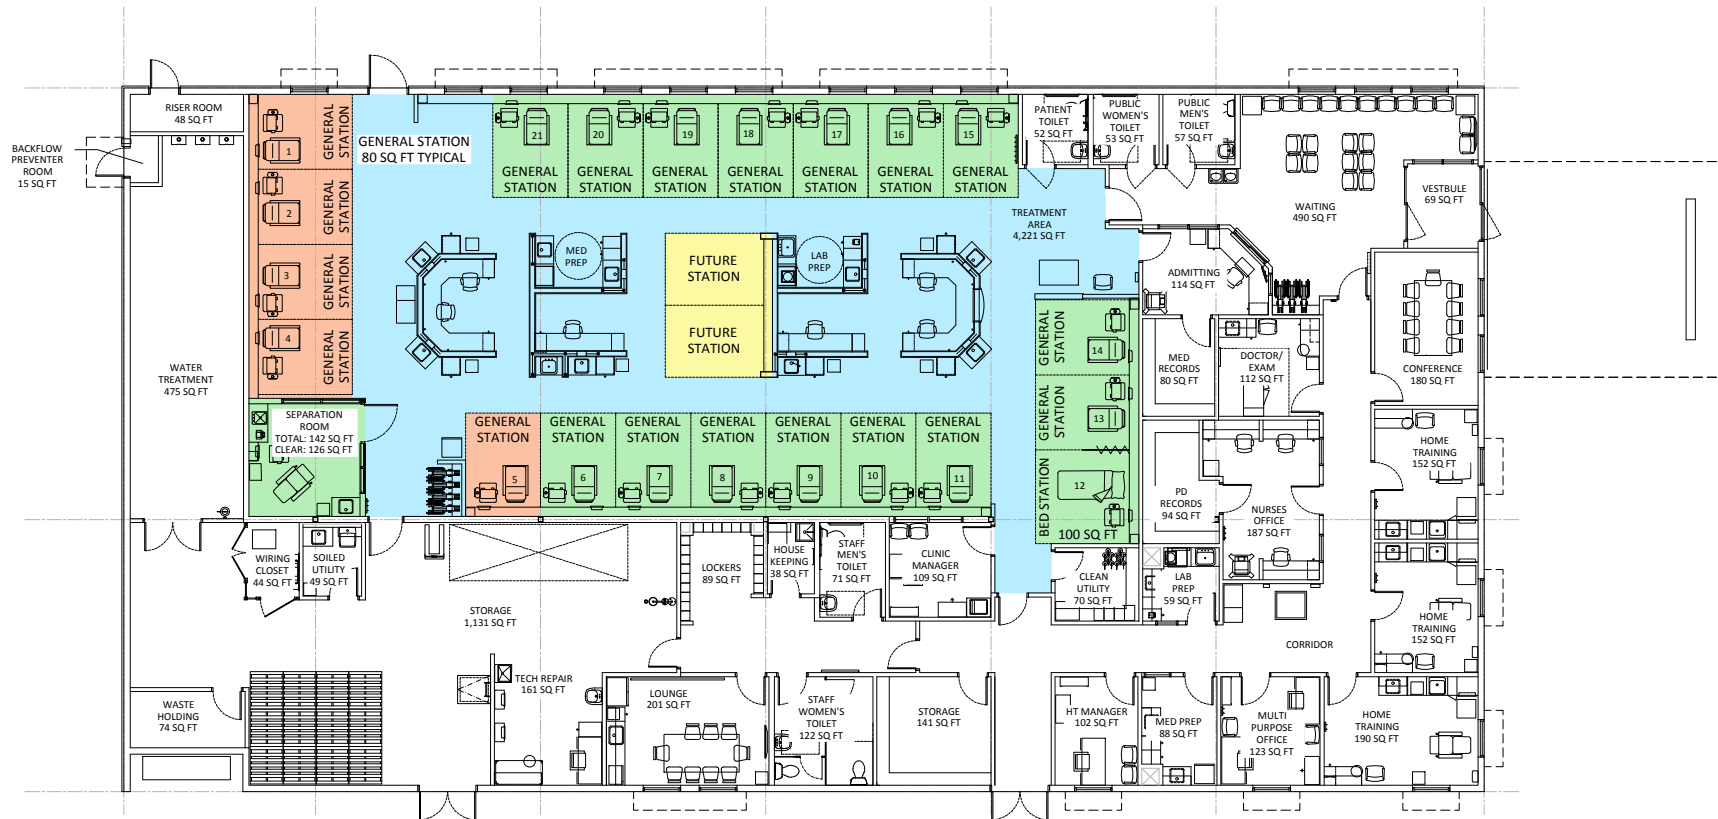 RISER ROOM
48 SQ FT
BACKFLOW
PREVENTER
ROOM
15 SQ FT
WATER
TREATMENT
475 SQ FT
WASTE
HOLDING
74 SQ FT
GENERAL
STATION
1
GENERAL
STATION
2
GENERAL
STATION
3
GENERAL
STATION
4
GENERAL STATION
80 SQ FT TYPICAL
SEPARATION
ROOM
TOTAL: 142 SQ FT
CLEAR: 126 SQ FT
21
GENERAL
STATION
20
GENERAL
STATION
19
GENERAL
STATION
18
GENERAL
STATION
17
GENERAL
STATION
16
GENERAL
STATION
15
GENERAL
STATION
MED
PREP
FUTURE
STATION
FUTURE
STATION
LAB
PREP
TREATMENT
AREA
4,221 SQ FT
GENERAL
STATION
5
GENERAL
STATION
6
GENERAL
STATION
7
GENERAL
STATION
8
GENERAL
STATION
9
GENERAL
STATION
10
GENERAL
STATION
11
GENERAL
STATION
14
GENERAL
STATION
13
BED STATION
12
100 SQ FT
PATIENT
TOILET
52 SQ FT
PUBLIC
WOMEN'S
TOILET
53 SQ FT
PUBLIC
MEN'S
TOILET
57 SQ FT
WAITING
490 SQ FT
VESTBULE
69 SQ FT
ADMITTING
114 SQ FT
MED
RECORDS
80 SQ FT
DOCTOR/
EXAM
112 SQ FT
CONFERENCE
180 SQ FT
PD
RECORDS
94 SQ FT
NURSES
OFFICE
187 SQ FT
HOME
TRAINING
152 SQ FT
HOME
TRAINING
152 SQ FT
WIRING
CLOSET
44 SQ FT
SOILED
UTILITY
49 SQ FT
STORAGE
1,131 SQ FT
LOCKERS
89 SQ FT
HOUSE
KEEPING
38 SQ FT
STAFF
MEN'S
TOILET
71 SQ FT
CLINIC
MANAGER
109 SQ FT
CLEAN
UTILITY
70 SQ FT
LAB
PREP
59 SQ FT
CORRIDOR
TECH REPAIR
161 SQ FT
LOUNGE
201 SQ FT
STAFF
WOMEN'S
TOILET
122 SQ FT
STORAGE
141 SQ FT
HT MANAGER
102 SQ FT
MED PREP
88 SQ FT
MULTI
PURPOSE
OFFICE
123 SQ FT
HOME
TRAINING
190 SQ FT